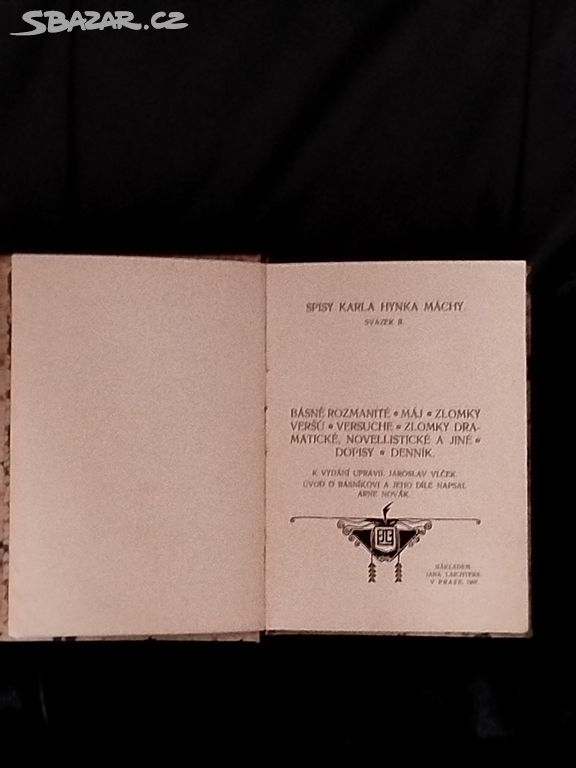 SBAZAR.CZ
SPISY KARLA HYNKA MÁCHY.
SVAZEK II.
BÁSNĚ ROZMANITÉ • MÁJ • ZLOMKY
VERŠŮ • VERSUCHE • ZLOMKY DRA-
MATICKÉ, NOVELLISTICKÉ A JINÉ •
DOPISY • DENNÍK.
K VYDÁNÍ UPRAVIL JAROSLAV VLČEK.
ÚVOD O BÁSNÍKOVI A JEHO DÍLE NAPSAL
ARNE NOVÁK.
NÁKLADEM
JANA LAICHTERA
V PRAZE, 1907.